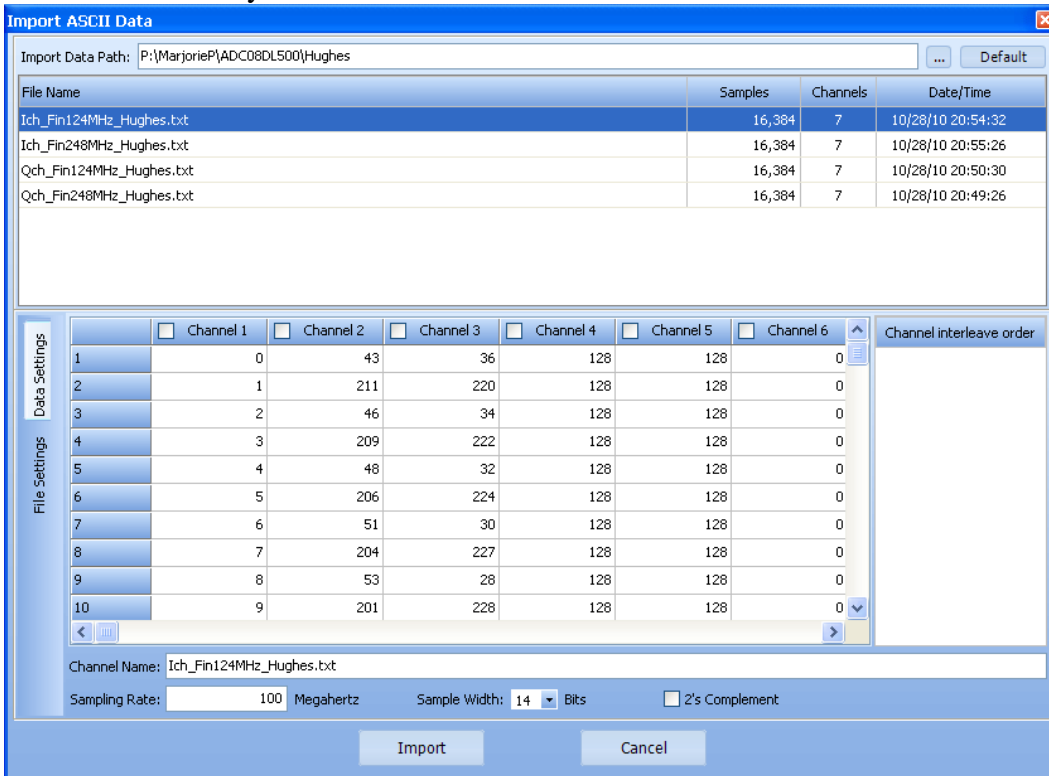 Import ASCII Data
Import Data Path: P:\MarjorieP\ADC08DL500\Hughes ... Default
File Name Samples Channels Date/Time
Ich_Fin124MHz_Hughes.txt 16,384 7 10/28/10 20:54:32
Ich_Fin248MHz_Hughes.txt 16,384 7 10/28/10 20:55:26
Qch_Fin124MHz_Hughes.txt 16,384 7 10/28/10 20:50:30
Qch_Fin248MHz_Hughes.txt 16,384 7 10/28/10 20:49:26
Data Settings
File Settings
Channel 1 Channel 2 Channel 3 Channel 4 Channel 5 Channel 6
1 0 43 36 128 128 0
2 1 211 220 128 128 0
3 2 46 34 128 128 0
4 3 209 222 128 128 0
5 4 48 32 128 128 0
6 5 206 224 128 128 0
7 6 51 30 128 128 0
8 7 204 227 128 128 0
9 8 53 28 128 128 0
10 9 201 228 128 128 0
Channel interleave order
Channel Name: Ich_Fin124MHz_Hughes.txt
Sampling Rate: 100 Megahertz Sample Width: 14 Bits 2's Complement
Import Cancel